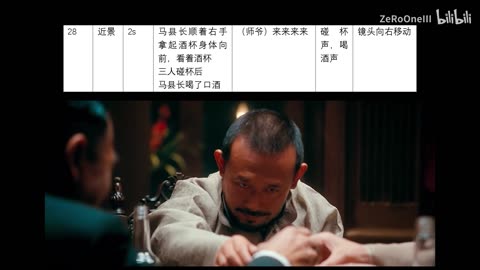 ZeRoOneIII bilibili
28 近景 2s 马县长顺着右手 （师爷）来来来来 碰杯 镜头向右移动
拿起酒杯身体向 声，喝
前，看着酒杯 酒声
三人碰杯后
马县长喝了口酒